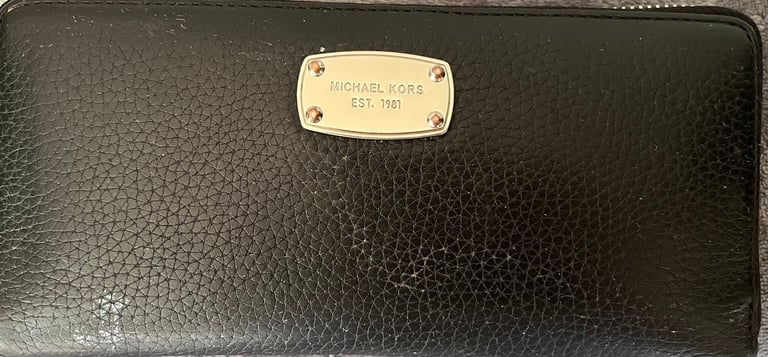 MICHAEL KORS
EST. 1981